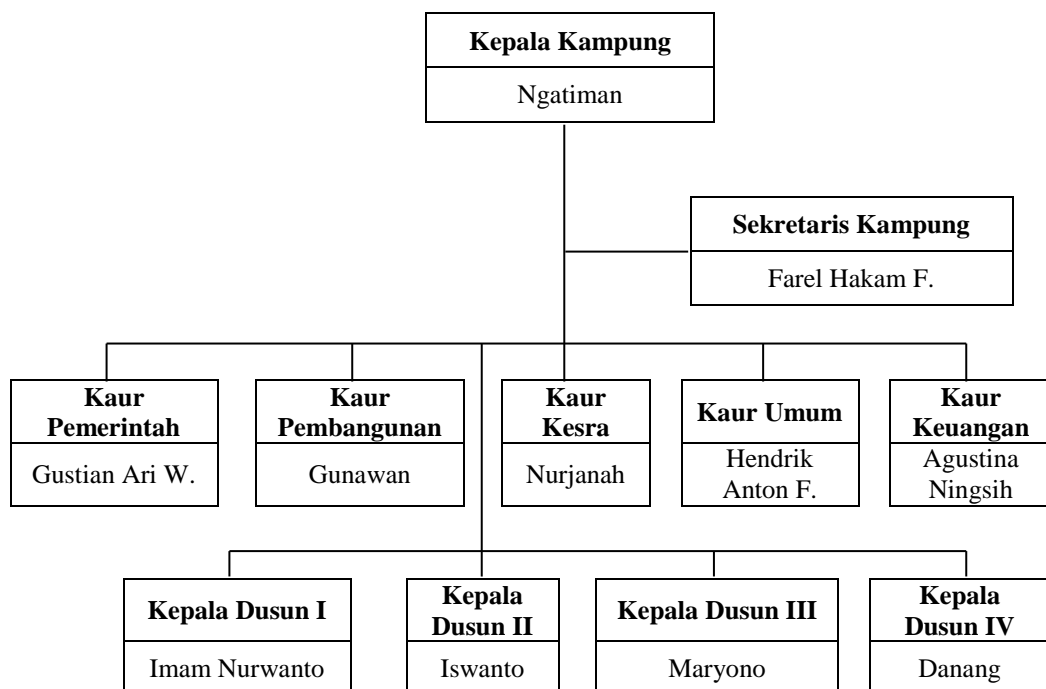 Kepala Kampung
Ngatiman
Sekretaris Kampung
Farel Hakam F.
Kaur
Pemerintah
Gustian Ari W.
Kaur
Pembangunan
Gunawan
Kaur
Kesra
Nurjanah
Kaur Umum
Hendrik
Anton F.
Kaur
Keuangan
Agustina
Ningsih
Kepala Dusun I
Imam Nurwanto
Kepala
Dusun II
Iswanto
Kepala Dusun III
Maryono
Kepala
Dusun IV
Danang